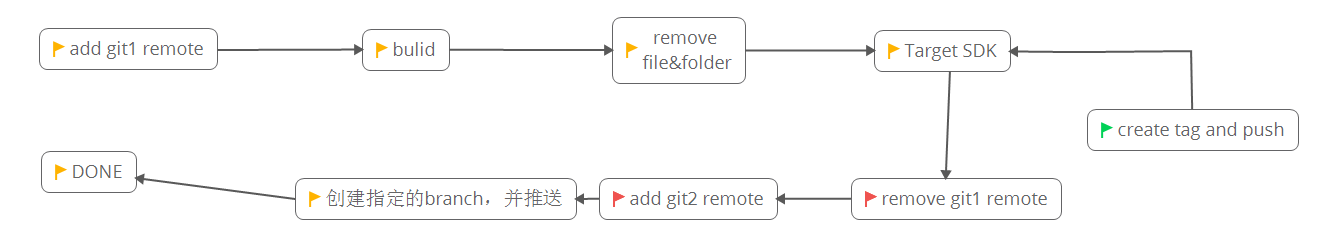 add git1 remote
bulid
remove
file&folder
Target SDK
create tag and push
DONE
创建指定的branch，并推送
add git2 remote
remove git1 remote